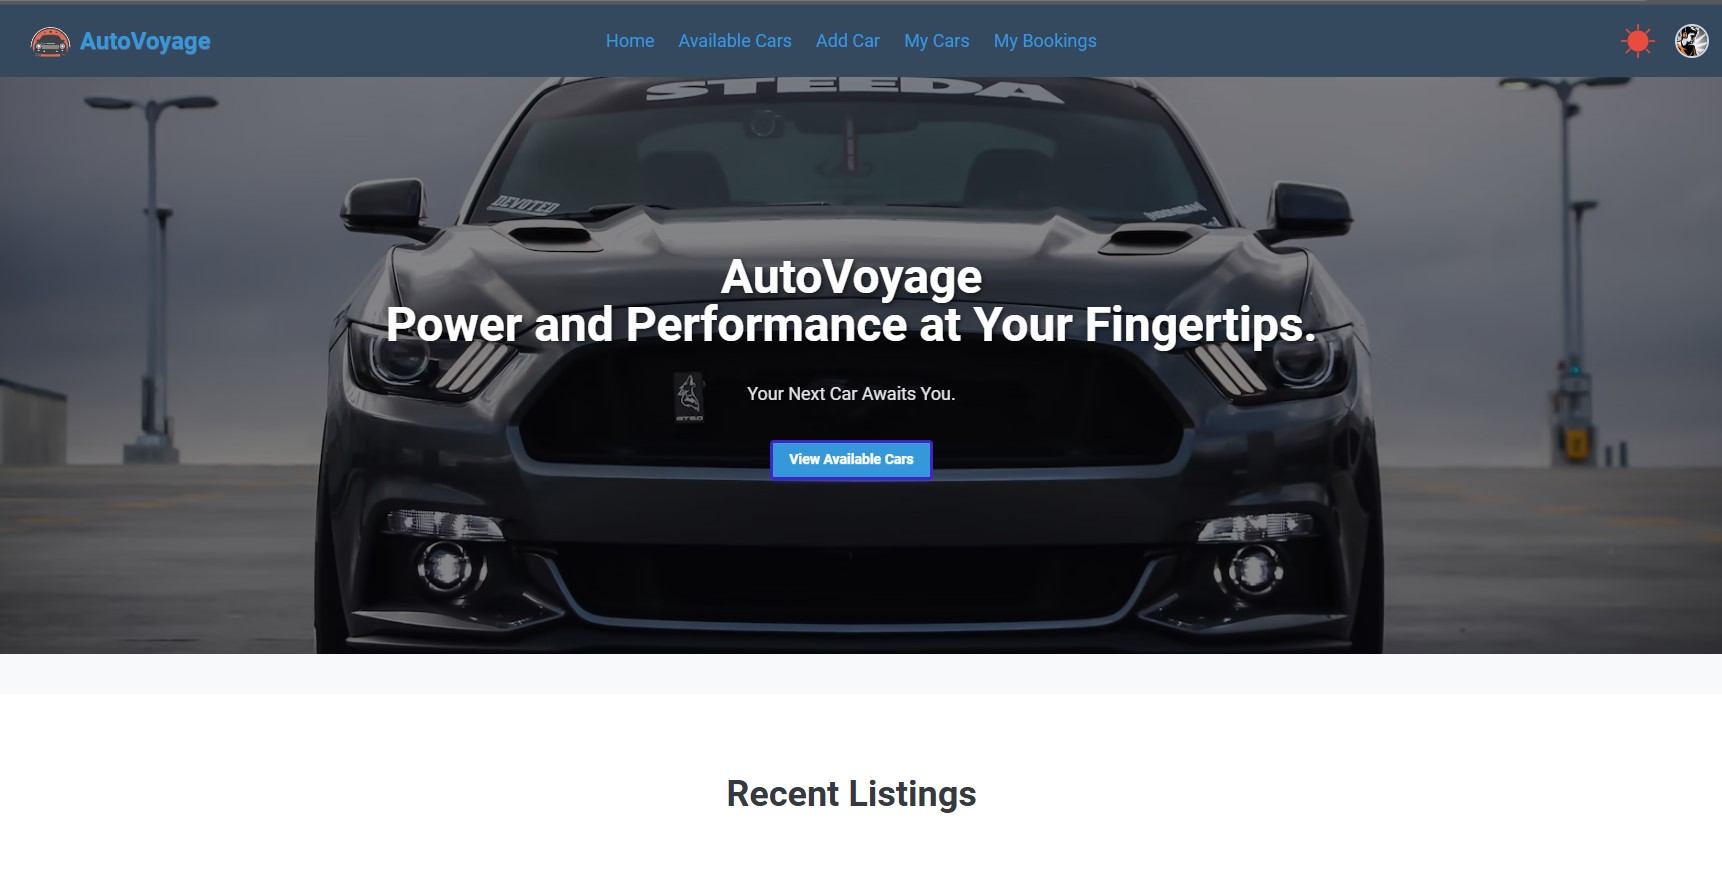 AutoVoyage
Home
Available Cars
Add Car
My Cars
My Bookings
STEEDA
DEVOTED
HOONIGAN
AutoVoyage
Power and Performance at Your Fingertips.
Your Next Car Awaits You.
View Available Cars
Recent Listings